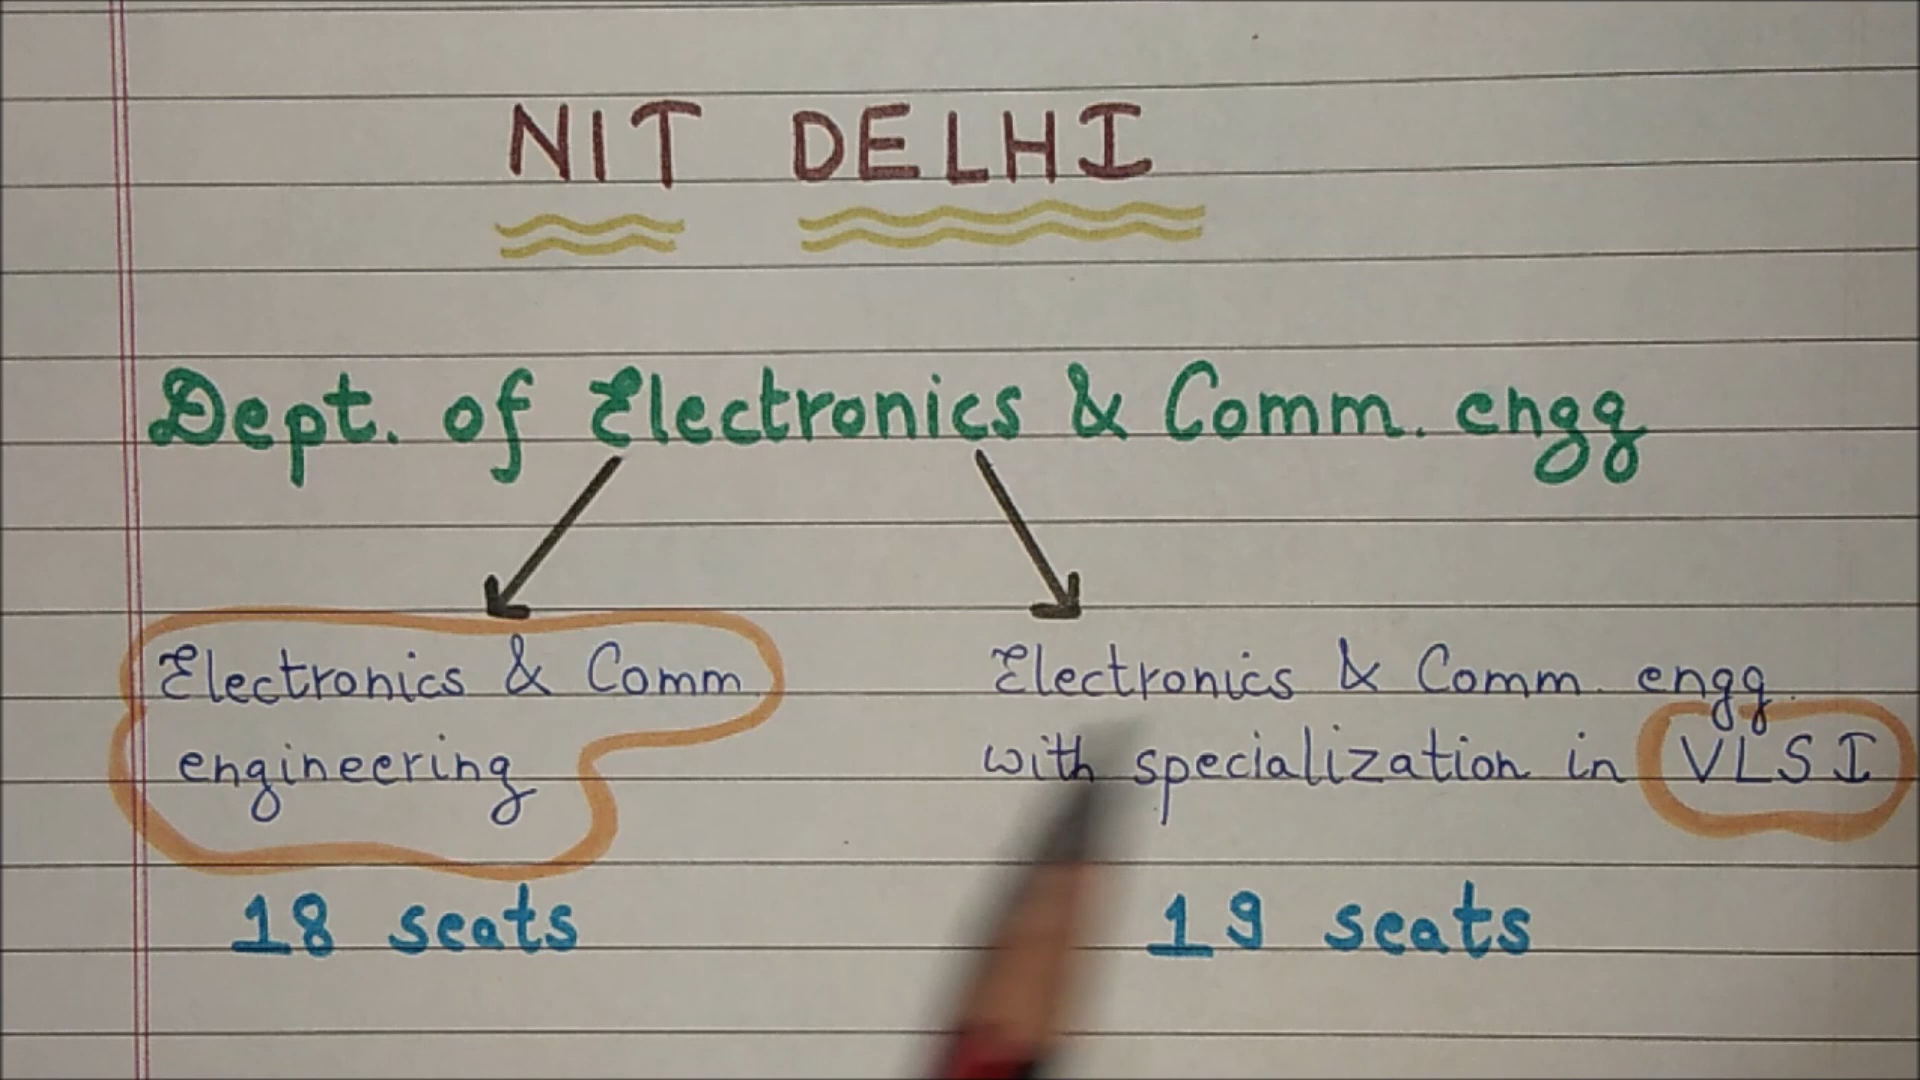 NIT DELHI
Dept. of Electronics & Comm. engg
Electronics & Comm
engineering
18 seats
Electronics & Comm. engg.
with specialization in VLSI
19 seats